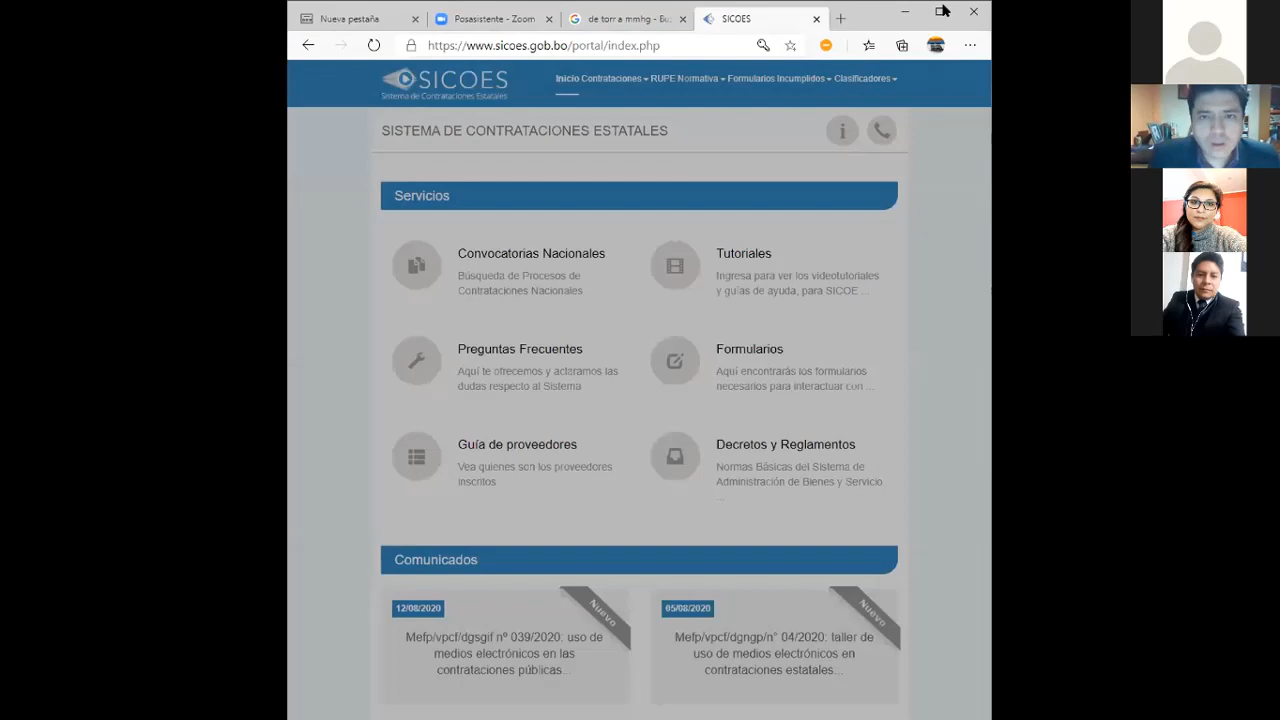 Nueva pestaña
Posasistente - Zoom
de torr a mmhg - Bu
SICOES
https://www.sicoes.gob.bo/portal/index.php
SICOES
Sistema de Contrataciones Estatales
Inicio Contrataciones RUPE Normativa Formularios Incumplidos Clasificadores
SISTEMA DE CONTRATACIONES ESTATALES
Servicios
Convocatorias Nacionales
Búsqueda de Procesos de
Contrataciones Nacionales
Tutoriales
Ingresa para ver los videotutoriales
y guías de ayuda, para SICOE ...
Preguntas Frecuentes
Aquí te ofrecemos y aclaramos las
dudas respecto al Sistema
Formularios
Aquí encontrarás los formularios
necesarios para interactuar con ...
Guía de proveedores
Vea quienes son los proveedores
inscritos
Decretos y Reglamentos
Normas Básicas del Sistema de
Administración de Bienes y Servicio
...
Comunicados
12/08/2020
Nuevo
Mefp/vpcf/dgsgif nº 039/2020: uso de
medios electrónicos en las
contrataciones públicas...
05/08/2020
Nuevo
Mefp/vpcf/dgngp/n° 04/2020: taller de
uso de medios electrónicos en
contrataciones estatales...